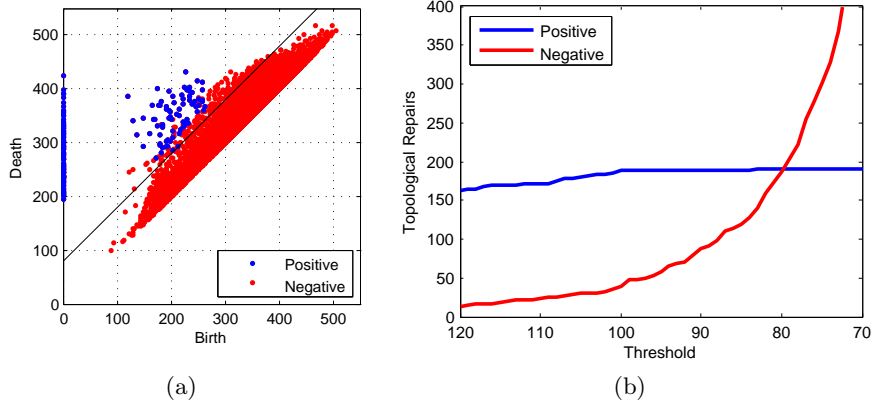 500
400
300
200
100
0
Death
0 100 200 300 400 500
Birth
Positive
Negative
(a)
400
350
300
250
200
150
100
50
0
Topological Repairs
120 110 100 90 80 70
Threshold
Positive
Negative
(b)